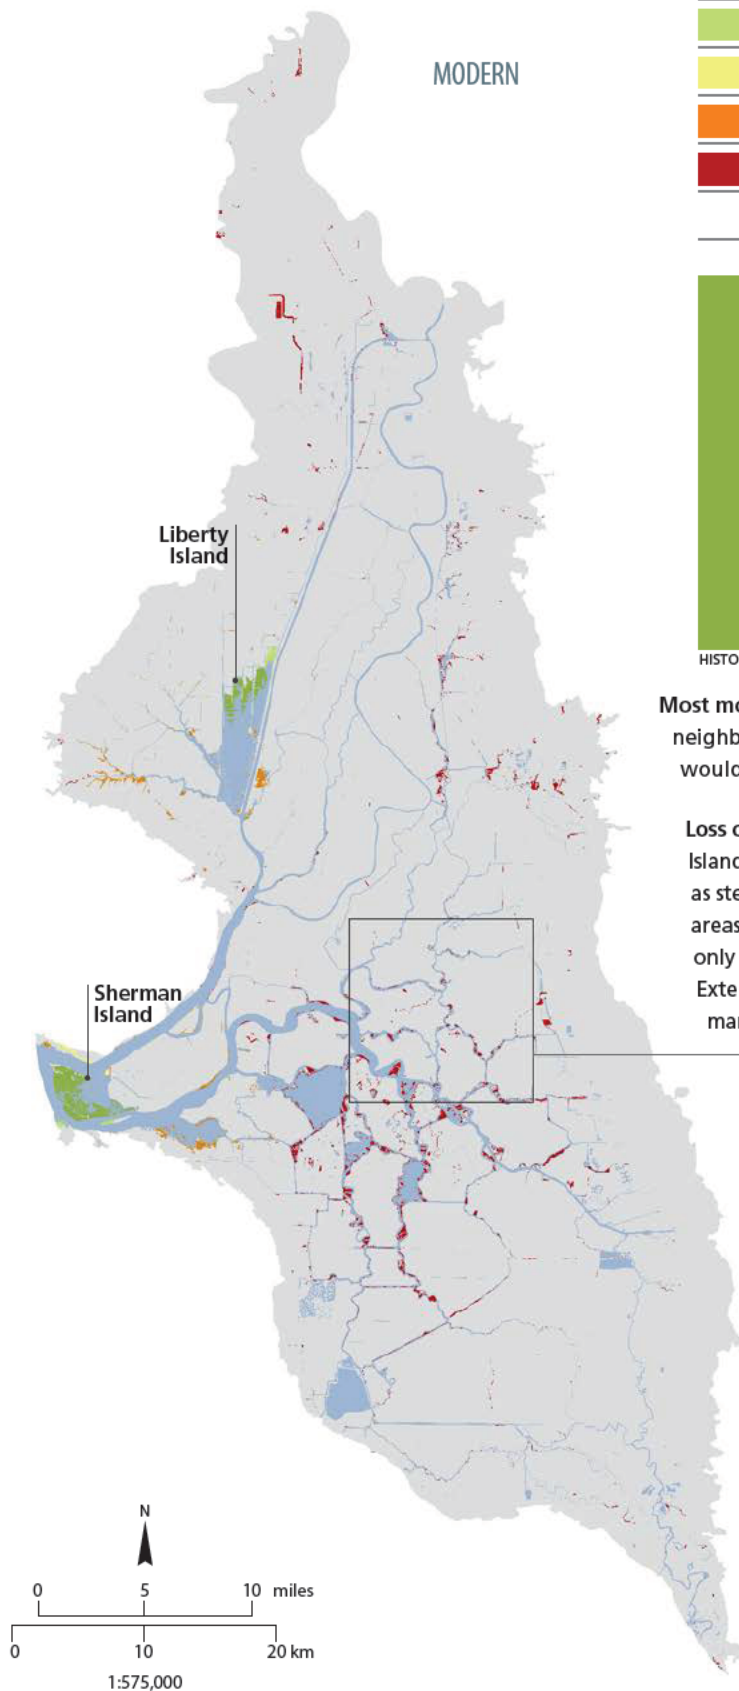 MODERN
Liberty
Island
HISTO
Most mo
neighb
would
Loss o
Island
as ste
areas
only
Exte
mar
Sherman
Island
N
0 5 10 miles
0 10 20 km
1:575,000